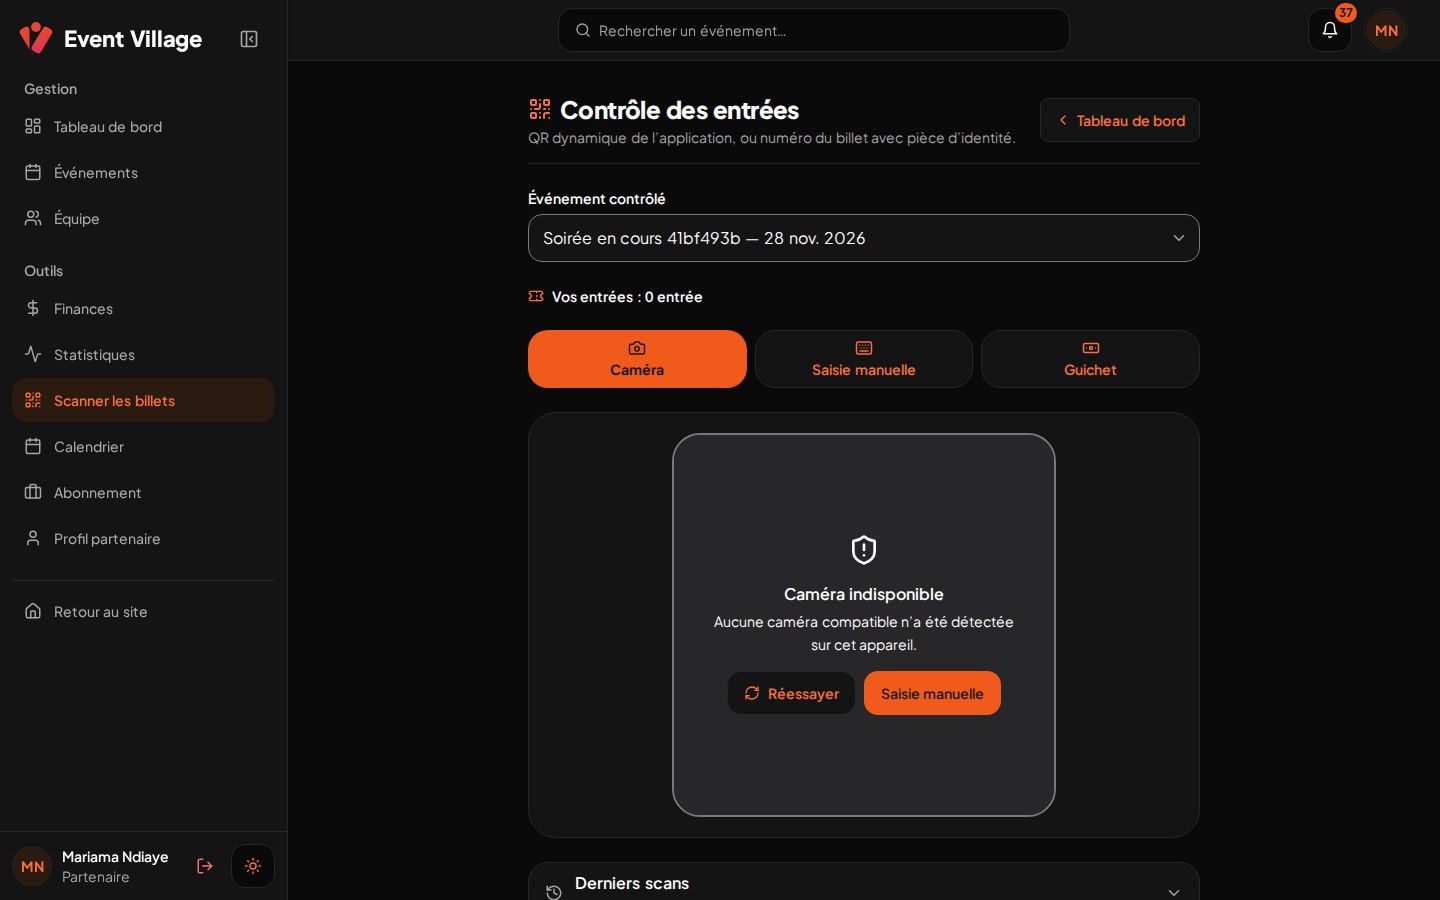 Event Village
Rechercher un événement…
37
MN
Gestion
Tableau de bord
Événements
Équipe
Outils
Finances
Statistiques
Scanner les billets
Calendrier
Abonnement
Profil partenaire
Retour au site
MN
Mariama Ndiaye
Partenaire
Contrôle des entrées
QR dynamique de l’application, ou numéro du billet avec pièce d’identité.
Tableau de bord
Événement contrôlé
Soirée en cours 41bf493b — 28 nov. 2026
Vos entrées : 0 entrée
Caméra
Saisie manuelle
Guichet
Caméra indisponible
Aucune caméra compatible n’a été détectée
sur cet appareil.
Réessayer
Saisie manuelle
Derniers scans